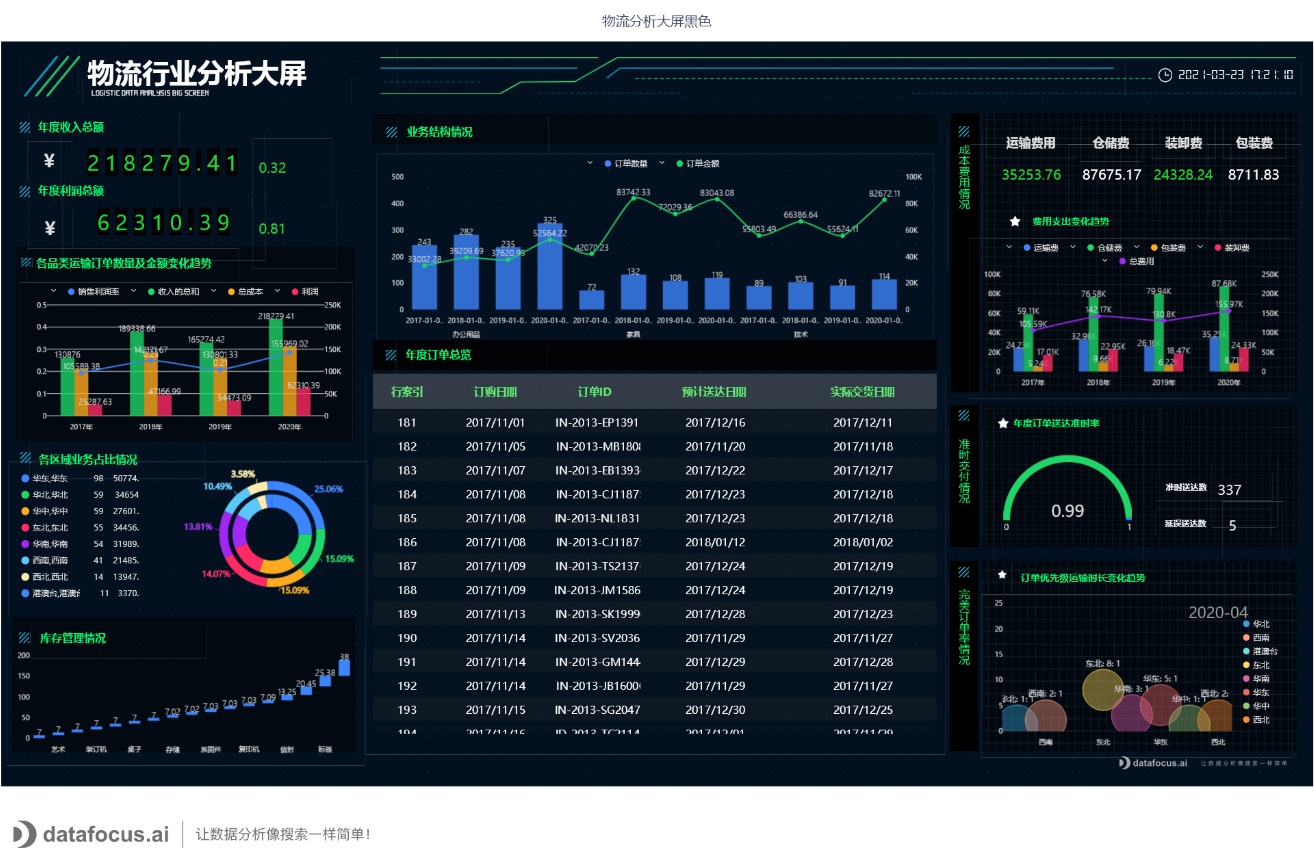 物流分析大屏黑色
物流行业分析大屏
LOGISTIC DATA ANALYSIS BIG SCREEN
2021-03-23 17:21:10
年度收入总额
¥ 218279.41 0.32
年度利润总额
¥ 62310.39 0.81
各品类运输订单数量及金额变化趋势
销售利润率 收入的总和 总成本 利润
0.5 250K
0.4 200K
0.3 150K
0.2 100K
0.1 50K
0 0
130876 189338.66 165274.42 218279.41
105588.38 142171.67 130801.33 155969.02
25287.63 47166.99 34473.09 62310.39
2017年 2018年 2019年 2020年
各区域业务占比情况
华东,华东 98 50774.
华北,华北 59 34654
华中,华中 59 27601.
东北,东北 55 34456.
华南,华南 54 31989.
西南,西南 41 21485.
西北,西北 14 13947.
港澳台,港澳台 11 3370.
3.58%
10.49% 25.06%
13.81%
14.07% 15.09%
15.09%
库存管理情况
200
150
100
50
0
7 7 7 7 7 7 7 7.02 7.02 7.03 7.03 7.03 7.09 13.25 20.45 25.38 38
艺术 装订机 桌子 存储 系固件 复印机 信封 标签
业务结构情况
订单数量 订单金额
500 100K
400 80K
300 60K
200 40K
100 20K
0 0
243 282 235 325 72 132 108 119 89 103 91 114
33002.28 39209.69 37620.95 52564.22 42070.23 83742.33 72029.36 83043.08 55803.49 66386.64 55624.11 82672.11
2017-01-0.. 2018-01-0.. 2019-01-0.. 2020-01-0.. 2017-01-0.. 2018-01-0.. 2019-01-0.. 2020-01-0.. 2017-01-0.. 2018-01-0.. 2019-01-0.. 2020-01-0..
办公用品 家具 技术
年度订单总览
行索引 订购日期 订单ID 预计送达日期 实际交货日期
181 2017/11/01 IN-2013-EP1391 2017/12/16 2017/12/11
182 2017/11/05 IN-2013-MB180 2017/11/20 2017/11/18
183 2017/11/07 IN-2013-EB1393 2017/12/22 2017/12/17
184 2017/11/08 IN-2013-CJ1187 2017/12/23 2017/12/18
185 2017/11/08 IN-2013-NL1831 2017/12/23 2017/12/18
186 2017/11/08 IN-2013-CJ1187 2018/01/12 2018/01/02
187 2017/11/09 IN-2013-TS2137 2017/12/24 2017/12/19
188 2017/11/09 IN-2013-JM1586 2017/12/24 2017/12/19
189 2017/11/13 IN-2013-SK1999 2017/12/28 2017/12/23
190 2017/11/14 IN-2013-SV2036 2017/11/29 2017/11/27
191 2017/11/14 IN-2013-GM144 2017/12/29 2017/12/28
192 2017/11/14 IN-2013-JB1600 2017/11/29 2017/11/27
193 2017/11/15 IN-2013-SG2047 2017/12/30 2017/12/25
成本费用情况
运输费用 仓储费 装卸费 包装费
35253.76 87675.17 24328.24 8711.83
费用支出变化趋势
运输费 仓储费 包装费 装卸费
总费用
100K 250K
80K 200K
60K 150K
40K 100K
20K 50K
0 0
59.11K 76.58K 79.94K 87.68K
105.59K 142.17K 130.8K 155.97K
24.23K 32.98K 26.16K 35.25K
5.24K 9.66K 6.22K 8.71K
17.01K 22.95K 18.47K 24.33K
2017年 2018年 2019年 2020年
准时交付情况
年度订单送达准时率
0.99
0 1
准时送达数 337
延误送达数 5
完美订单率情况
订单优先级运输时长变化趋势
25
20
15
10
5
0
2020-04
华北
西南
港澳台
东北
华南
华东
华中
西北
西南: 2: 1 东北: 8: 1 华南: 3: 1 华东: 5: 1 华中: 1: 1 西北: 2:
西南 东北 华东 西北
datafocus.ai 让数据分析像搜索一样简单
datafocus.ai 让数据分析像搜索一样简单!